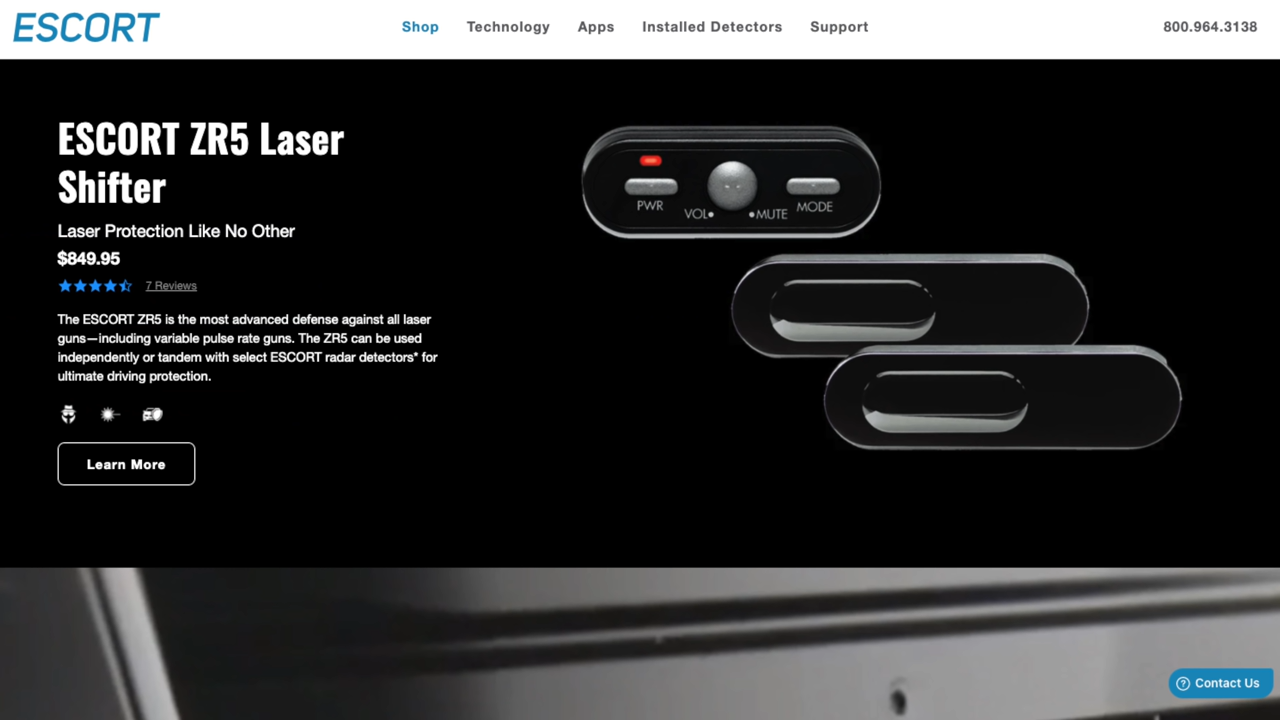 ESCORT
Shop
Technology
Apps
Installed Detectors
Support
800.964.3138
ESCORT ZR5 Laser
Shifter
Laser Protection Like No Other
$849.95
7 Reviews
The ESCORT ZR5 is the most advanced defense against all laser
guns—including variable pulse rate guns. The ZR5 can be used
independently or tandem with select ESCORT radar detectors* for
ultimate driving protection.
Learn More
PWR
VOL•
•MUTE
MODE
Contact Us